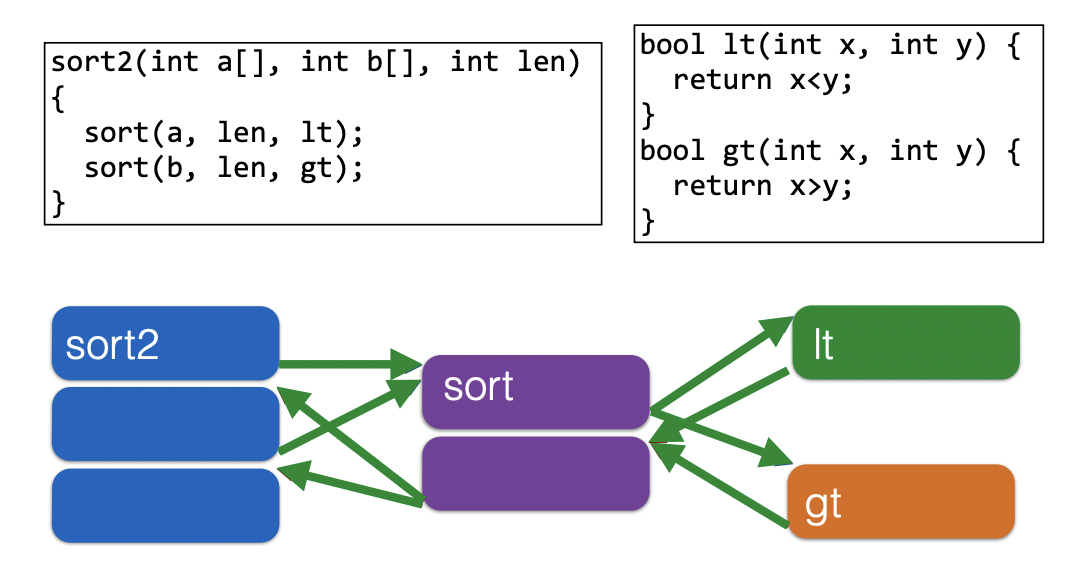 sort2(int a[], int b[], int len)
{
  sort(a, len, lt);
  sort(b, len, gt);
}
bool lt(int x, int y) {
  return x<y;
}
bool gt(int x, int y) {
  return x>y;
}
sort2
sort
lt
gt